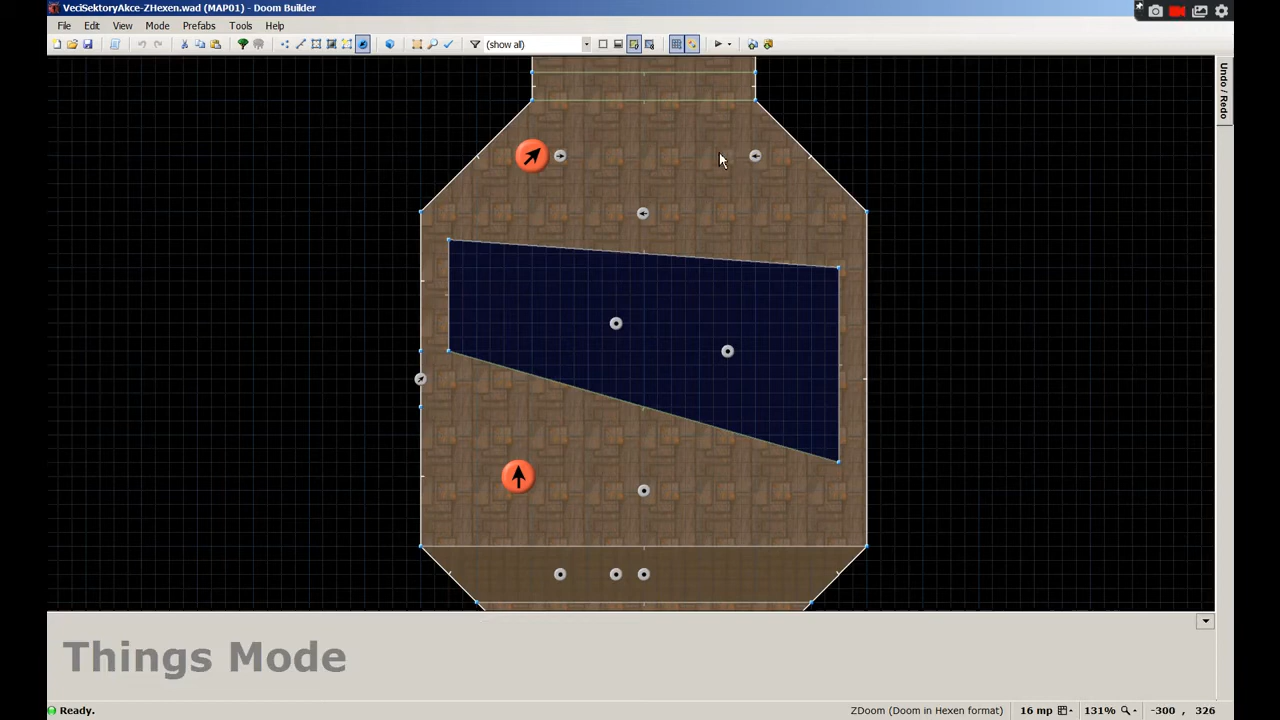 VeciSektoryAkce-ZHexen.wad (MAP01) - Doom Builder
File Edit View Mode Prefabs Tools Help
(show all)
Undo / Redo
Things Mode
Ready. ZDoom (Doom in Hexen format) 16 mp 131% -300 , 326